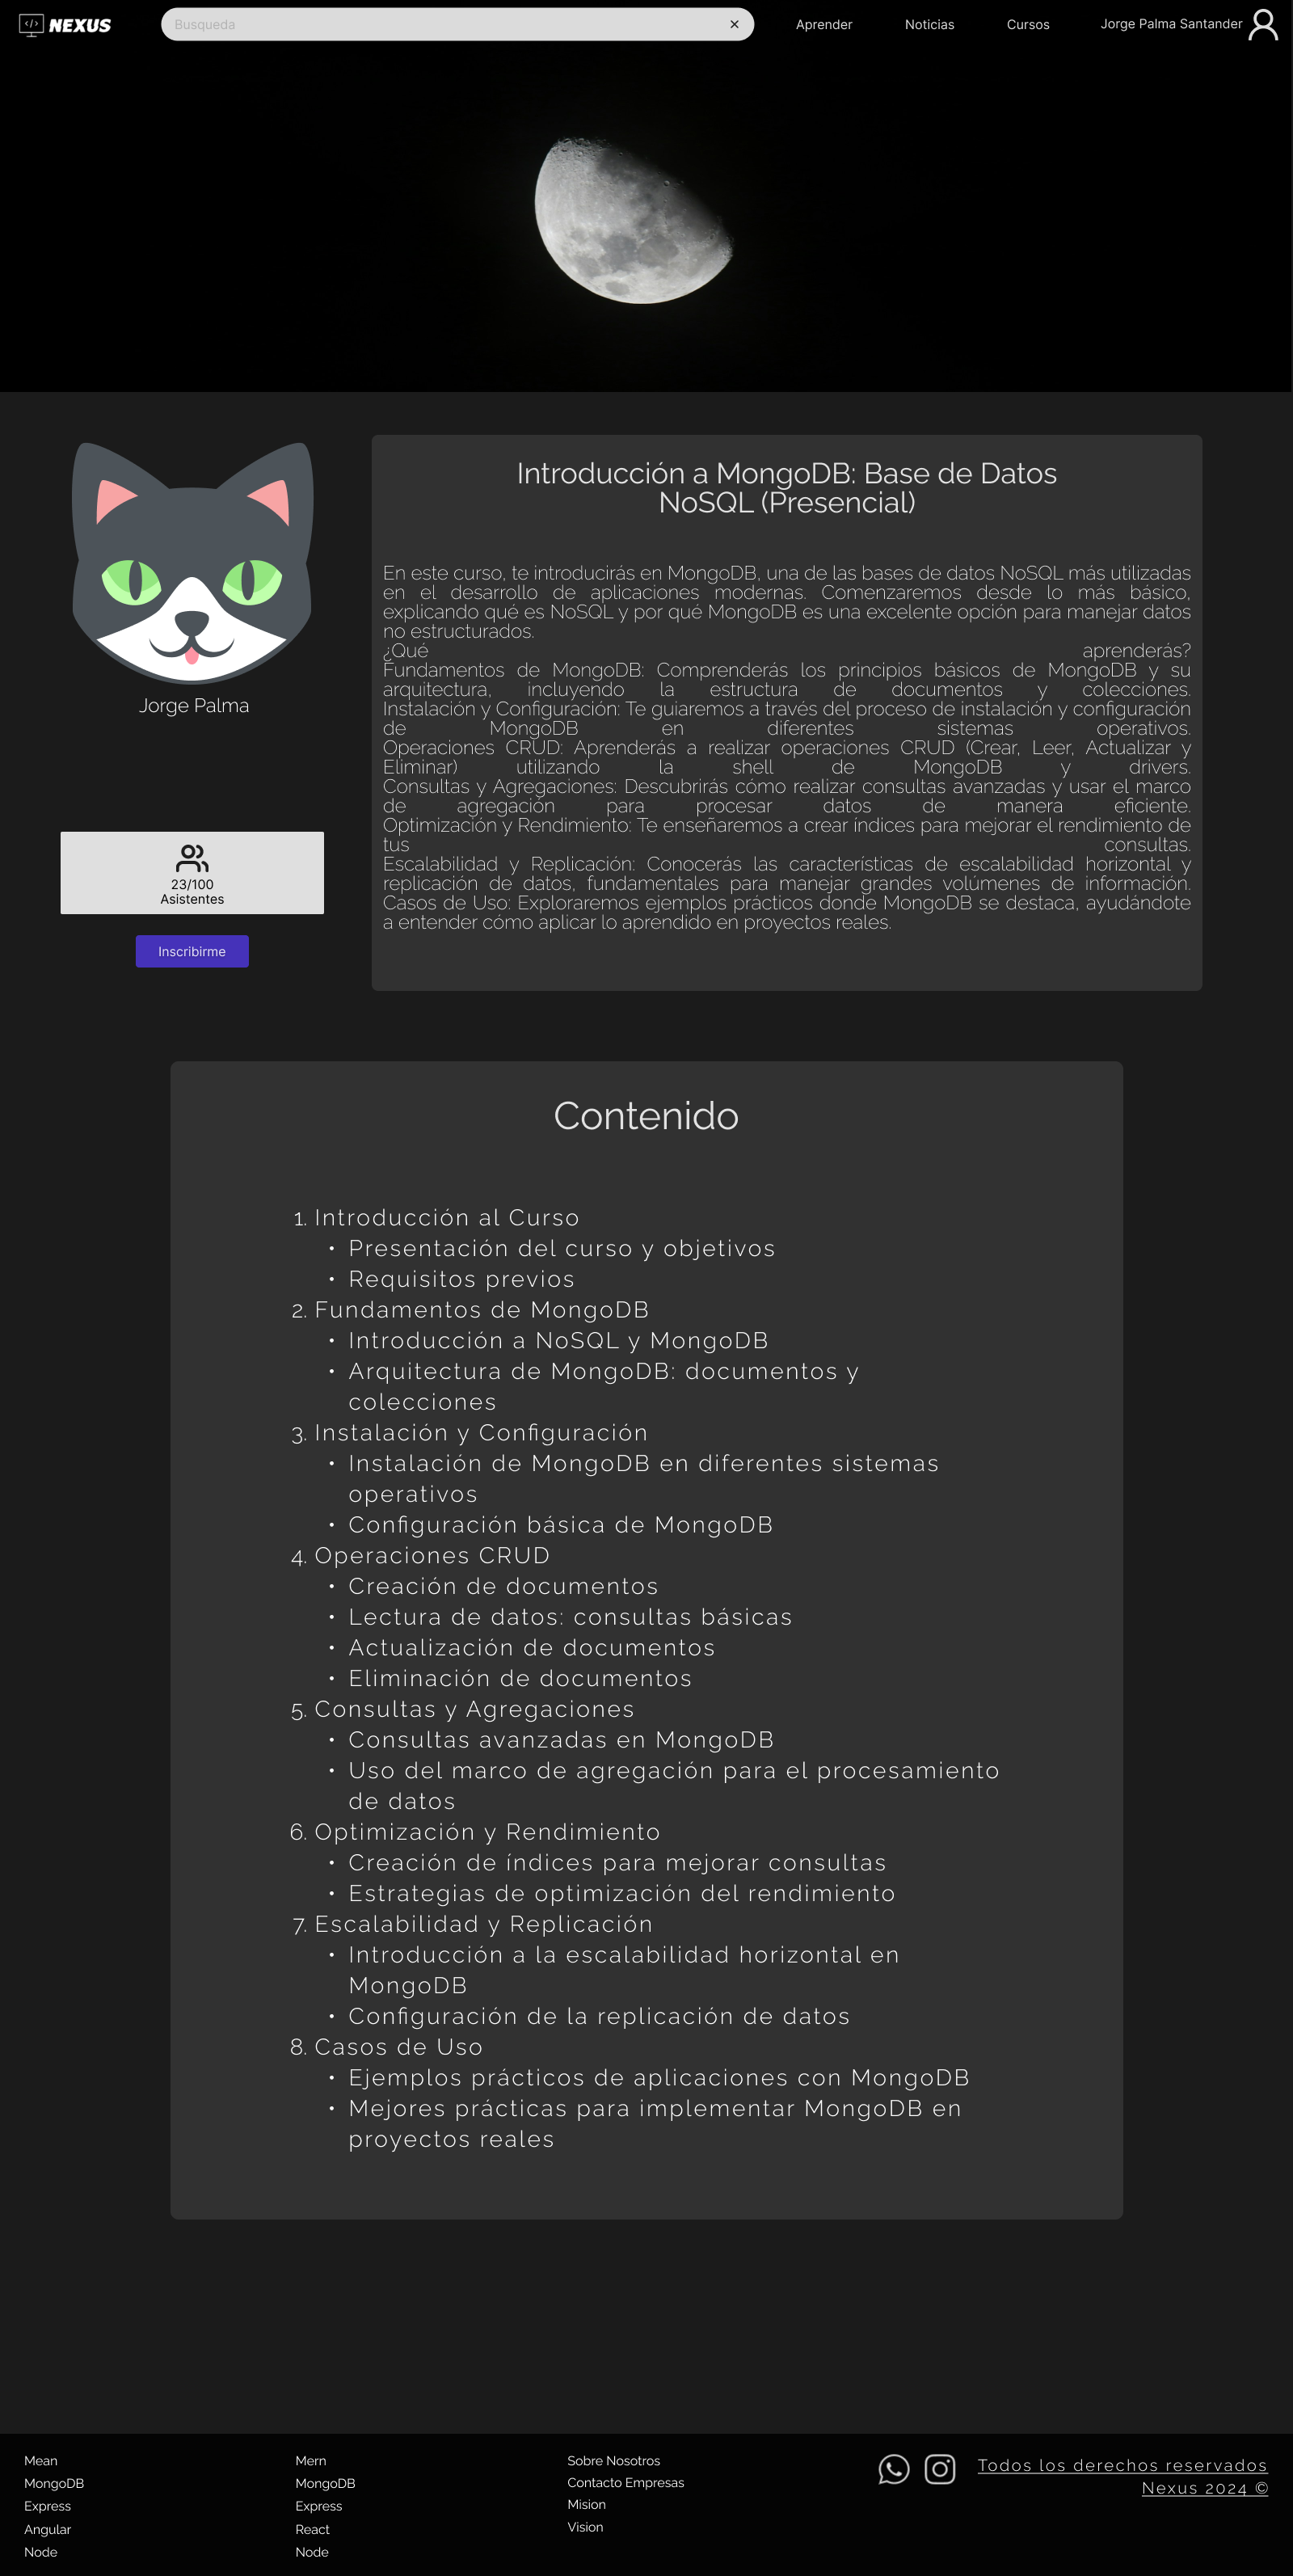 </> NEXUS
Busqueda
Aprender
Noticias
Cursos
Jorge Palma Santander
Introducción a MongoDB: Base de Datos
NoSQL (Presencial)
En este curso, te introducirás en MongoDB, una de las bases de datos NoSQL más utilizadas
en el desarrollo de aplicaciones modernas. Comenzaremos desde lo más básico,
explicando qué es NoSQL y por qué MongoDB es una excelente opción para manejar datos
no estructurados.
¿Qué aprenderás?
Fundamentos de MongoDB: Comprenderás los principios básicos de MongoDB y su
arquitectura, incluyendo la estructura de documentos y colecciones.
Instalación y Configuración: Te guiaremos a través del proceso de instalación y configuración
de MongoDB en diferentes sistemas operativos.
Operaciones CRUD: Aprenderás a realizar operaciones CRUD (Crear, Leer, Actualizar y
Eliminar) utilizando la shell de MongoDB y drivers.
Consultas y Agregaciones: Descubrirás cómo realizar consultas avanzadas y usar el marco
de agregación para procesar datos de manera eficiente.
Optimización y Rendimiento: Te enseñaremos a crear índices para mejorar el rendimiento de
tus consultas.
Escalabilidad y Replicación: Conocerás las características de escalabilidad horizontal y
replicación de datos, fundamentales para manejar grandes volúmenes de información.
Casos de Uso: Exploraremos ejemplos prácticos donde MongoDB se destaca, ayudándote
a entender cómo aplicar lo aprendido en proyectos reales.
Jorge Palma
23/100
Asistentes
Inscribirme
Contenido
1. Introducción al Curso
• Presentación del curso y objetivos
• Requisitos previos
2. Fundamentos de MongoDB
• Introducción a NoSQL y MongoDB
• Arquitectura de MongoDB: documentos y
colecciones
3. Instalación y Configuración
• Instalación de MongoDB en diferentes sistemas
operativos
• Configuración básica de MongoDB
4. Operaciones CRUD
• Creación de documentos
• Lectura de datos: consultas básicas
• Actualización de documentos
• Eliminación de documentos
5. Consultas y Agregaciones
• Consultas avanzadas en MongoDB
• Uso del marco de agregación para el procesamiento
de datos
6. Optimización y Rendimiento
• Creación de índices para mejorar consultas
• Estrategias de optimización del rendimiento
7. Escalabilidad y Replicación
• Introducción a la escalabilidad horizontal en
MongoDB
• Configuración de la replicación de datos
8. Casos de Uso
• Ejemplos prácticos de aplicaciones con MongoDB
• Mejores prácticas para implementar MongoDB en
proyectos reales
Mean
MongoDB
Express
Angular
Node
Mern
MongoDB
Express
React
Node
Sobre Nosotros
Contacto Empresas
Mision
Vision
Todos los derechos reservados
Nexus 2024 ©